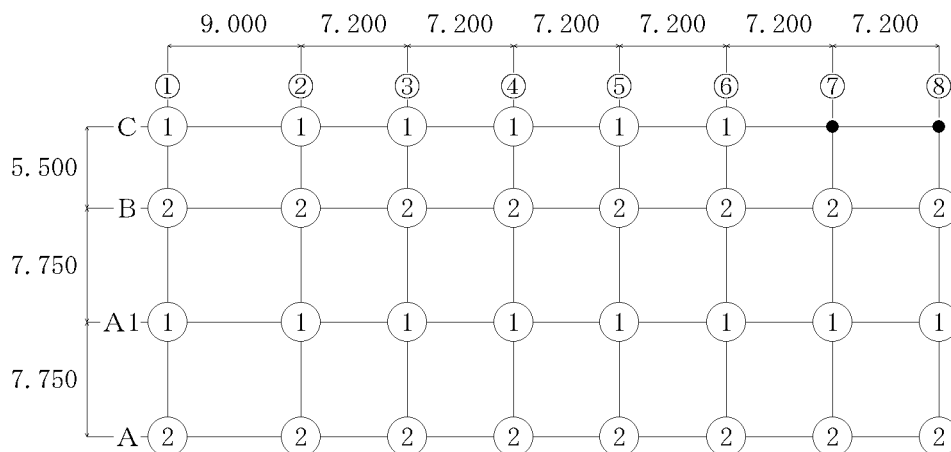 9.000 7.200 7.200 7.200 7.200 7.200 7.200
① ② ③ ④ ⑤ ⑥ ⑦ ⑧
C 1 1 1 1 1 1
5.500
B 2 2 2 2 2 2 2 2
7.750
A1 1 1 1 1 1 1 1 1
7.750
A 2 2 2 2 2 2 2 2